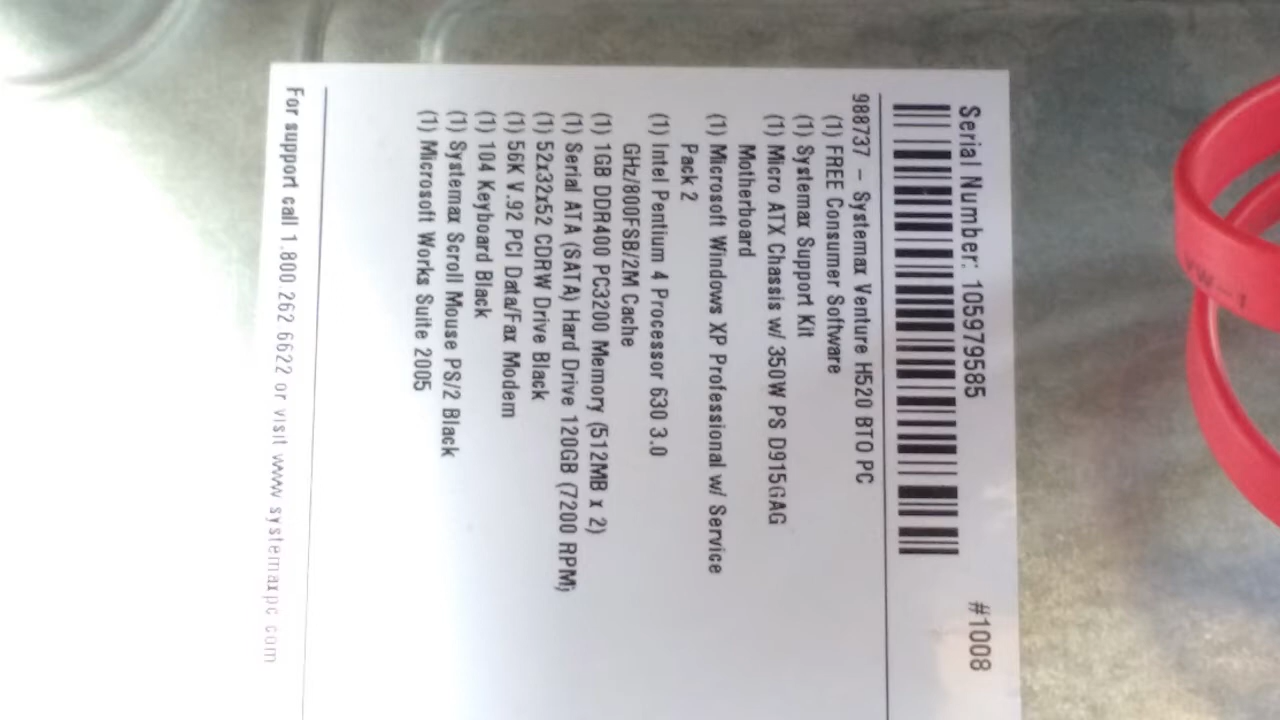 Serial Number: 105979585 #1008
988737 – Systemax Venture H520 BTO PC
(1) FREE Consumer Software
(1) Systemax Support Kit
(1) Micro ATX Chassis w/ 350W PS D915GAG
Motherboard
(1) Microsoft Windows XP Professional w/ Service
Pack 2
(1) Intel Pentium 4 Processor 630 3.0
GHz/800FSB/2M Cache
(1) 1GB DDR400 PC3200 Memory (512MB x 2)
(1) Serial ATA (SATA) Hard Drive 120GB (7200 RPM)
(1) 52x32x52 CDRW Drive Black
(1) 56K V.92 PCI Data/Fax Modem
(1) 104 Keyboard Black
(1) Systemax Scroll Mouse PS/2 Black
(1) Microsoft Works Suite 2005
For support call 1.800.262.6622 or visit www.systemaxpc.com
VW-1